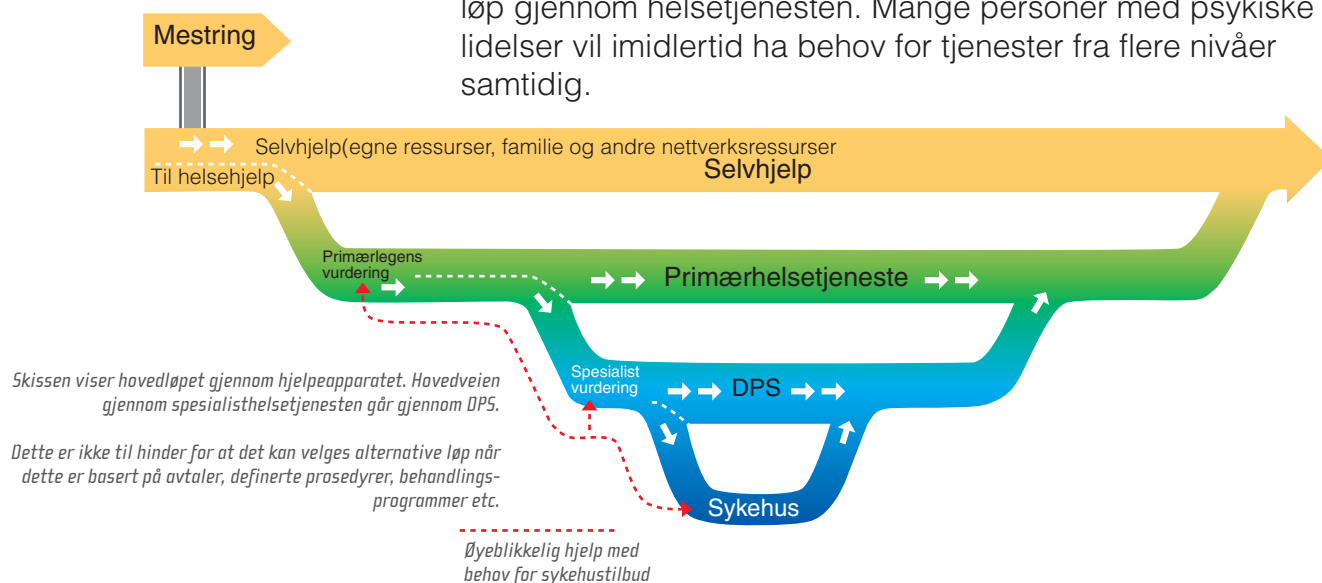 løp gjennom helsetjenesten. Mange personer med psykiske
lidelser vil imidlertid ha behov for tjenester fra flere nivåer
samtidig.
Mestring
Selvhjelp(egne ressurser, familie og andre nettverksressurser
Selvhjelp
Til helsehjelp
Primærlegens
vurdering
Primærhelsetjeneste
Spesialist
vurdering
DPS
Sykehus
Skissen viser hovedløpet gjennom hjelpeapparatet. Hovedveien
gjennom spesialisthelsetjenesten går gjennom DPS.
Dette er ikke til hinder for at det kan velges alternative løp når
dette er basert på avtaler, definerte prosedyrer, behandlings-
programmer etc.
Øyeblikkelig hjelp med
behov for sykehustilbud